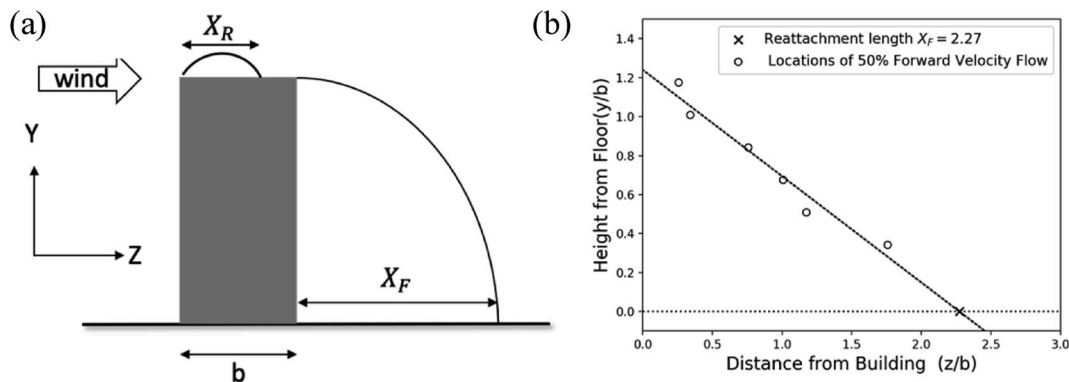 (a)
X_R
wind
Y
Z
X_F
b
(b)
1.4
1.2
1.0
0.8
0.6
0.4
0.2
0.0
Height from Floor(y/b)
Reattachment length X_F = 2.27
Locations of 50% Forward Velocity Flow
0.0 0.5 1.0 1.5 2.0 2.5 3.0
Distance from Building (z/b)